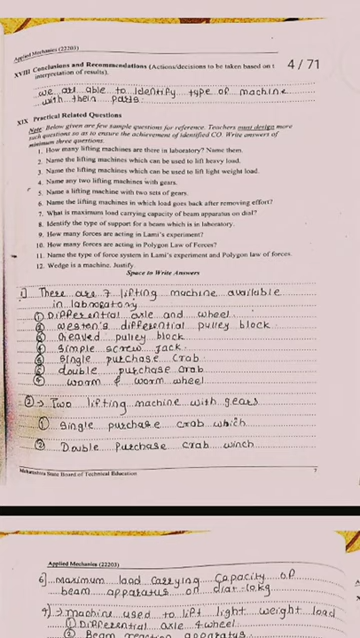 Applied Mechanics (22203)
4 / 71
XVIII Conclusions and Recommendations (Actions/decisions to be taken based on t
interpretation of results).
we are able to Identify type of machine
with their parts.
XIX Practical Related Questions
Note: Below given are few sample questions for reference. Teachers must design more
such questions so as to ensure the achievement of identified CO. Write answers of
minimum three questions.
1. How many lifting machines are there in laboratory? Name them.
2. Name the lifting machines which can be used to lift heavy load.
3. Name the lifting machines which can be used to lift light weight load.
4. Name any two lifting machines with gears.
5. Name a lifting machine with two sets of gears.
6. Name the lifting machines in which load goes back after removing effort?
7. What is maximum load carrying capacity of beam apparatus on dial?
8. Identify the type of support for a beam which is in laboratory.
9. How many forces are acting in Lami's experiment?
10. How many forces are acting in Polygon Law of Forces?
11. Name the type of force system in Lami's experiment and Polygon law of forces.
12. Wedge is a machine. Justify
Space to Write Answers
1] There are 7 lifting machine available
in labrogatory
① Differential axle and wheel
② weston's differential pulley block
③ Geaved pulley block
④ Simple screw jack.
⑤ Single purchase crab
⑥ double purchase crab
worm & worm wheel
②→ Two lifting machine with gears
① Single purchase crab which
② Double Purchase crab winch
Maharashtra State Board of Technical Education
7
Applied Mechanics (22203)
6] maximum load carrying capacity of
beam apparatus on dial-10kg
→ machine used to lift light weight load
① Differential axle & wheel
② Beam reaction apparatus